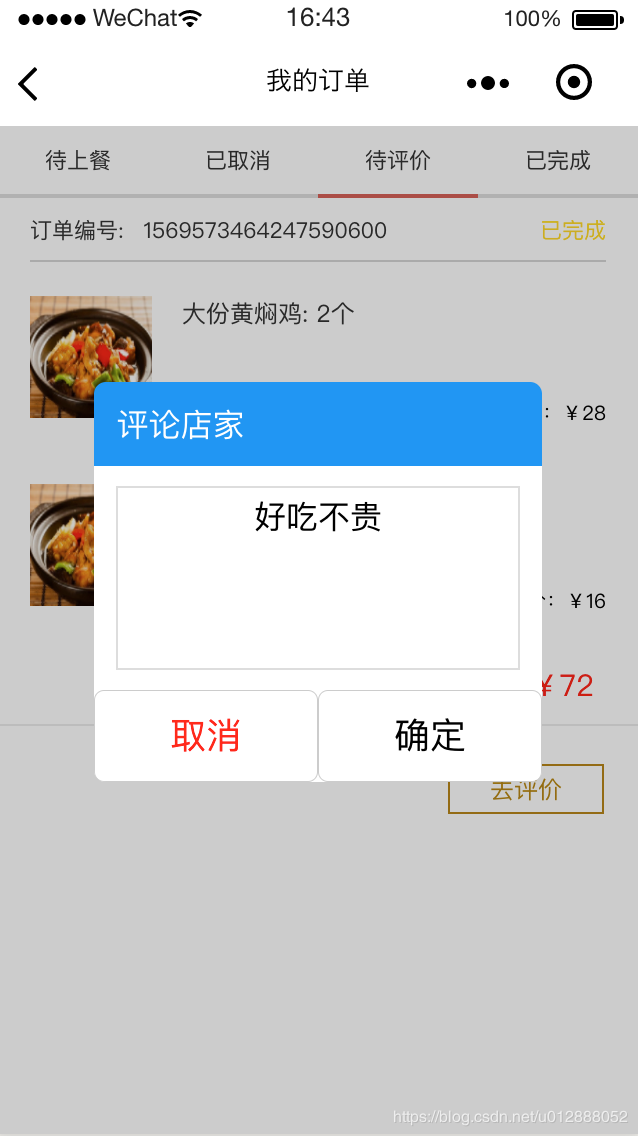 WeChat 16:43 100%
我的订单
待上餐 已取消 待评价 已完成
订单编号: 1569573464247590600 已完成
大份黄焖鸡: 2个
: ¥28
评论店家
好吃不贵
: ¥16
¥72
取消 确定
去评价
https://blog.csdn.net/u012888052